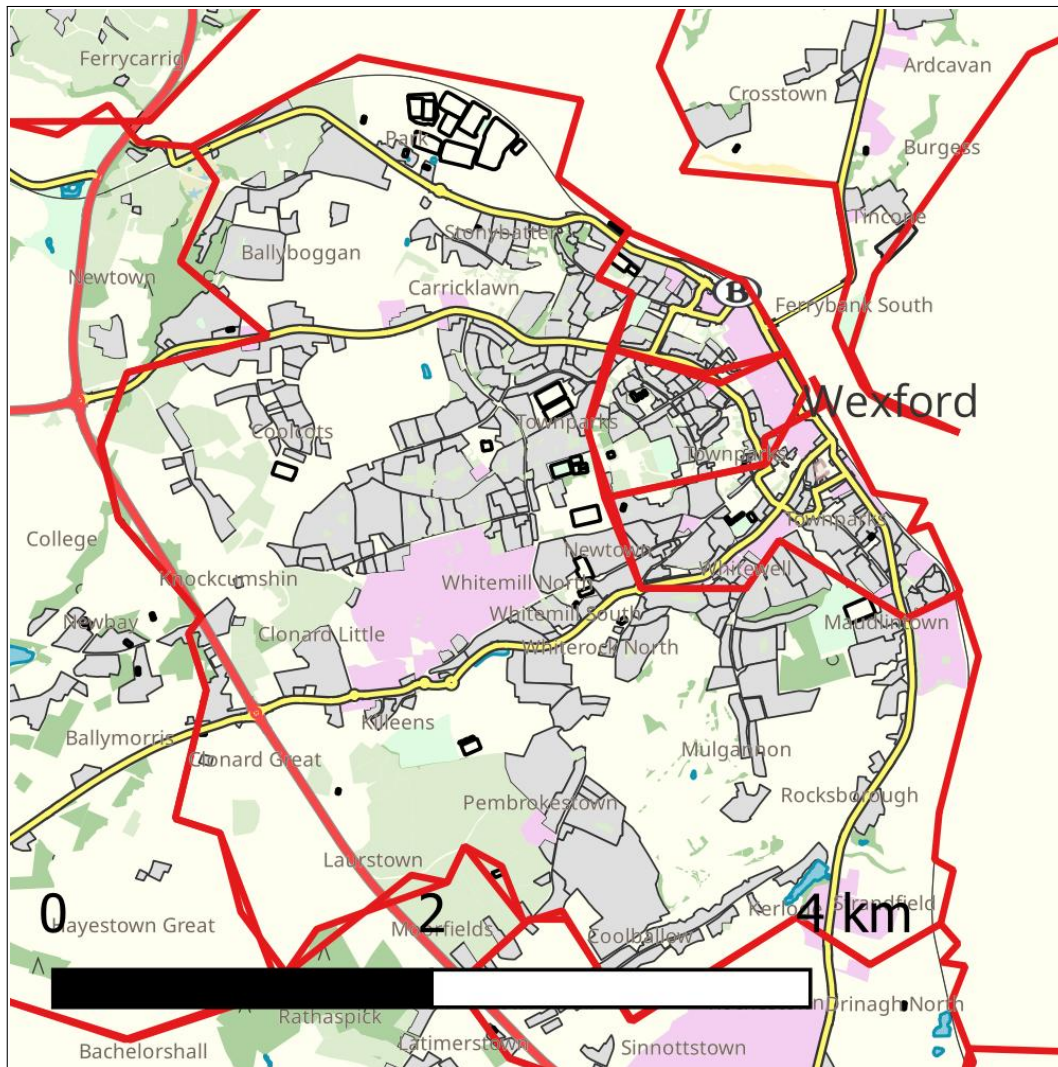 Ferrycarrig
Ardcavan
Crosstown
Park
Burgess
Tincone
Stonybatter
Ballyboggan
Newtown
Carricklawn
B
Ferrybank South
Wexford
Townparks
Coolcots
Townparks
Townparks
College
Newtown
Whitewell
Knockcumshin
Whitemill North
Whitemill South
Newbay
Maudlintown
Clonard Little
Whiterock North
Killeens
Ballymorris
Mulgannon
Clonard Great
Pembrokestown
Rocksborough
Laurstown
0
2
4 km
Strandfield
Hayestown Great
Moorfields
Coolballow
Drinagh North
Rathaspick
Latimerstown
Sinnottstown
Bachelorshall